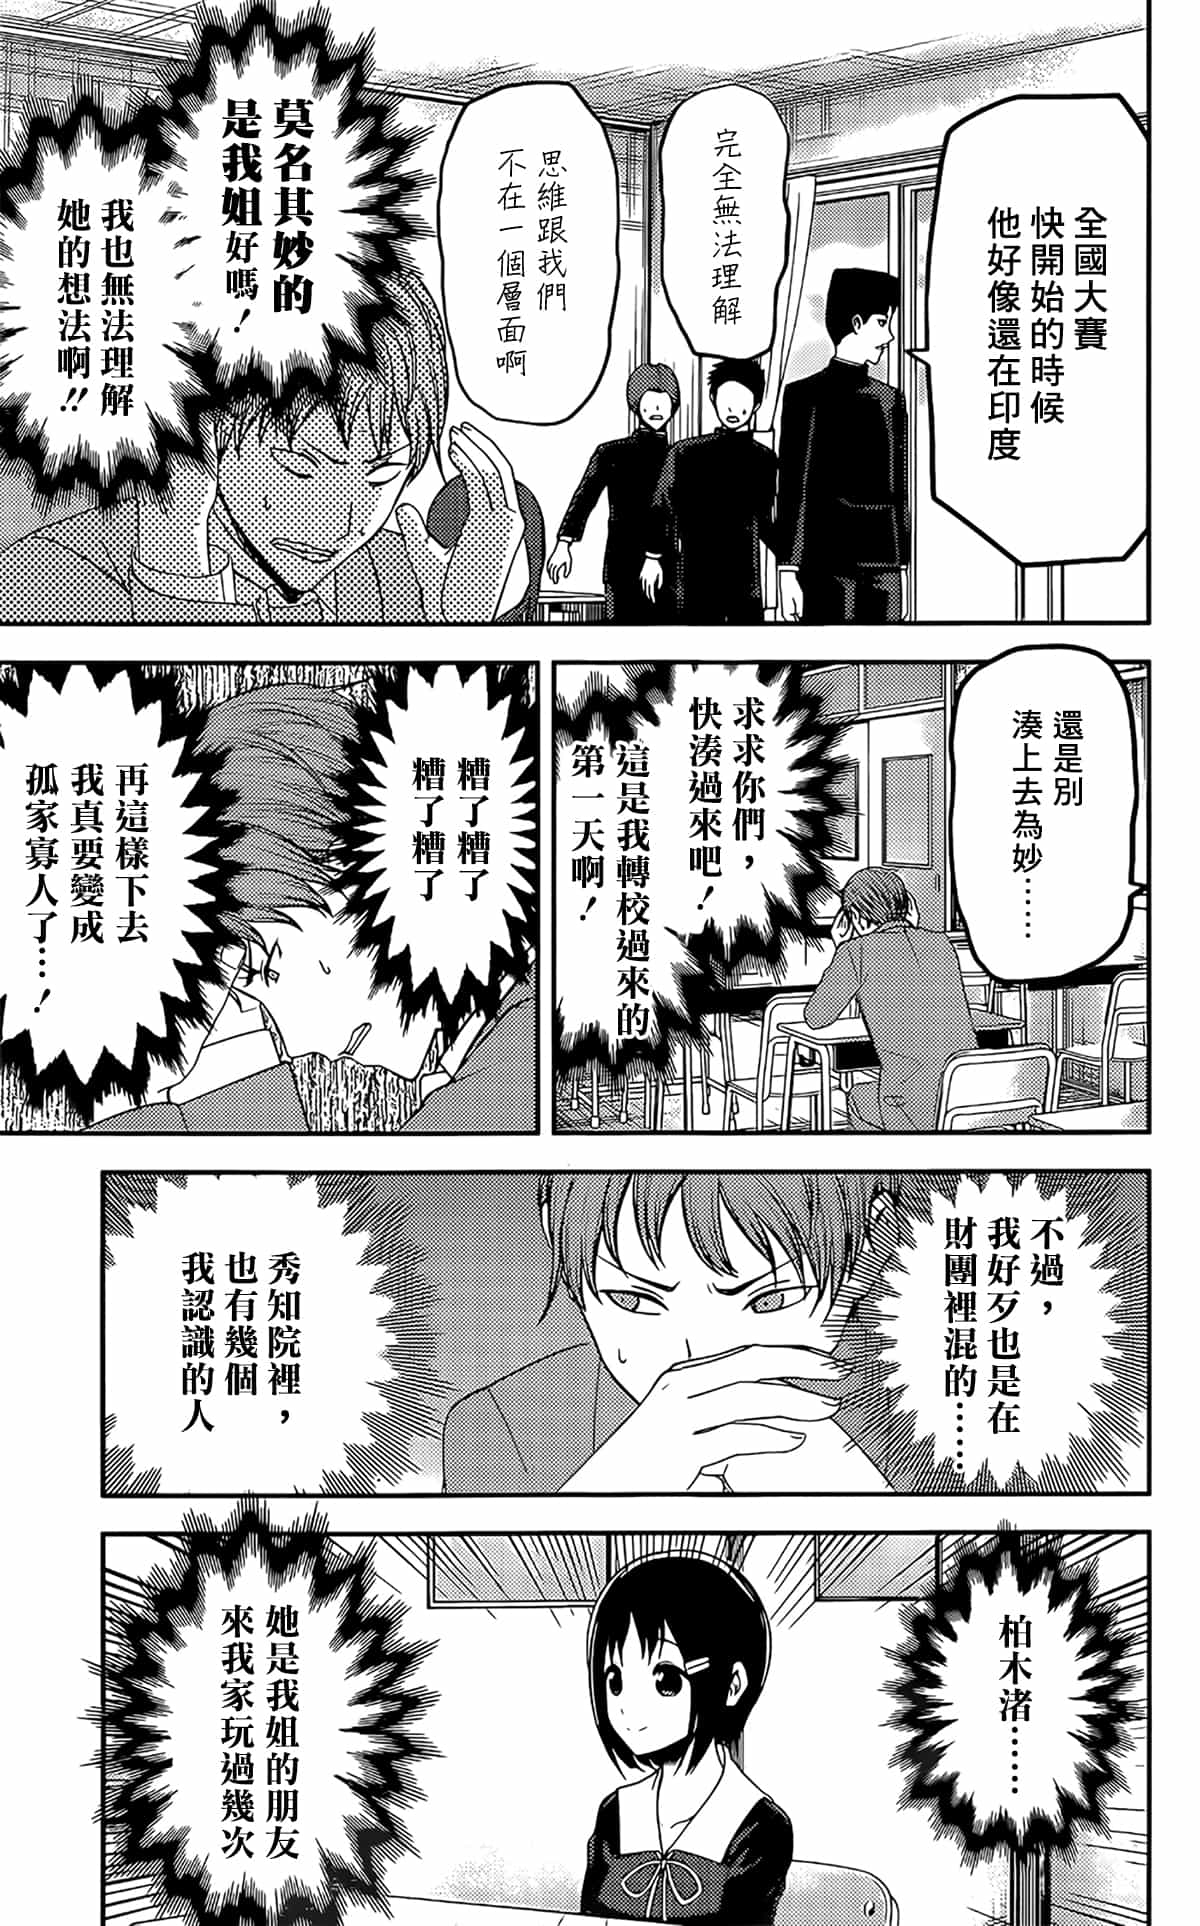 全國大賽
快開始的時候
他好像還在印度
完全無法理解
思維跟我們
不在一個層面啊
莫名其妙的
是我姐好嗎！
我也無法理解
她的想法啊！！
還是別
湊上去為妙……
求求你們，
快湊過來吧！
這是我轉校過來的
第一天啊！
糟了糟了
糟了糟了
再這樣下去
我真要變成
孤家寡人了……！
不過，
我好歹也是在
財團裡混的……
秀知院裡，
也有幾個
我認識的人
柏木渚……
她是我姐的朋友
來我家玩過幾次